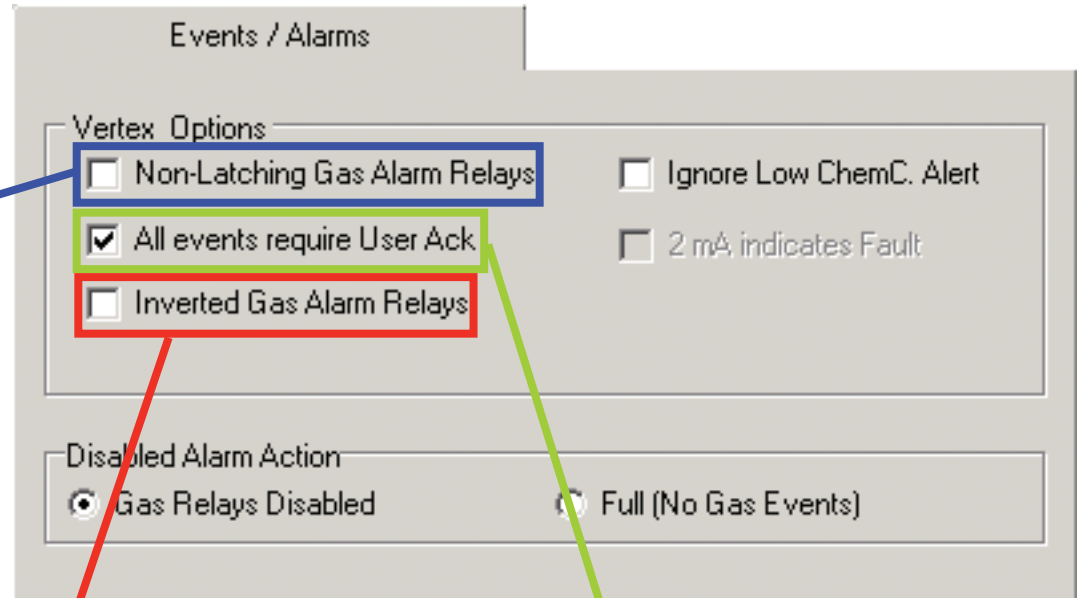 Events / Alarms
Vertex Options
Non-Latching Gas Alarm Relays
Ignore Low ChemC. Alert
All events require User Ack
2 mA indicates Fault
Inverted Gas Alarm Relays
Disabled Alarm Action
Gas Relays Disabled
Full (No Gas Events)